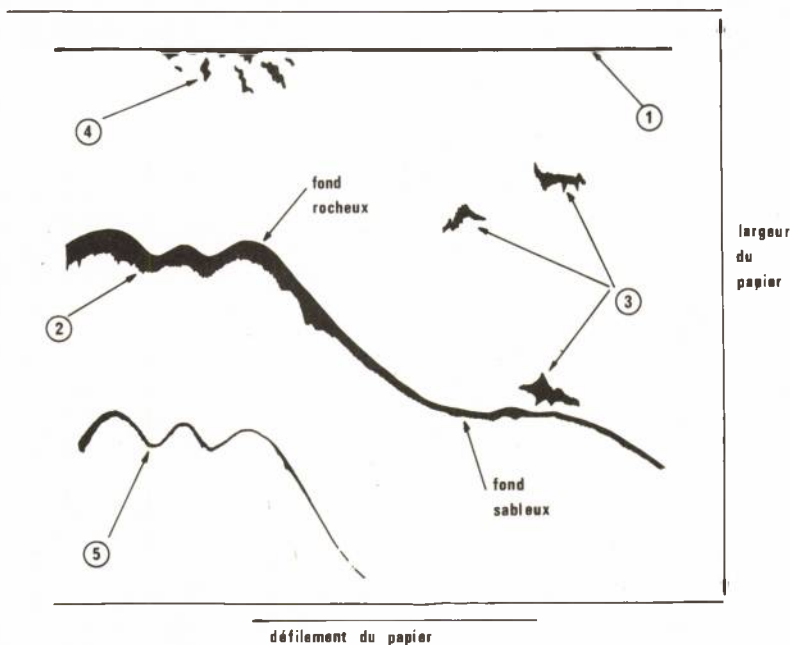 4
1
fond
rocheux
largeur
du
papier
2
3
fond
sableux
5
défilement du papier